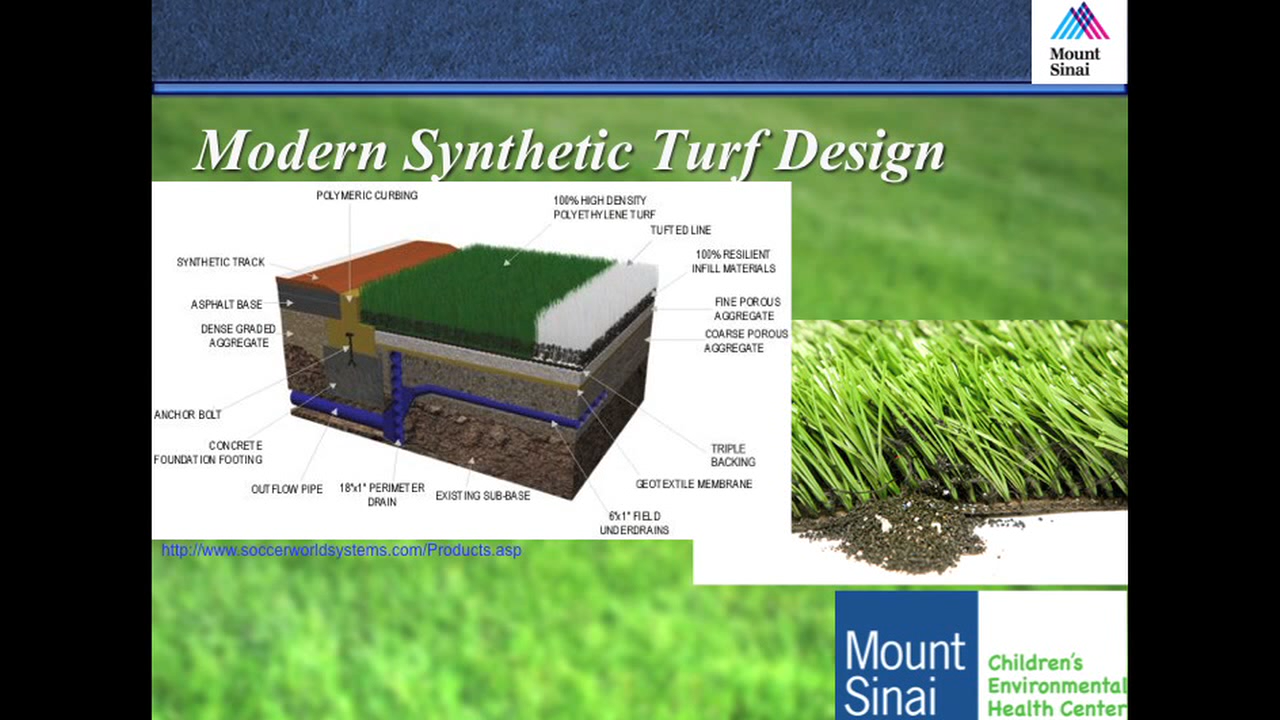 Mount
Sinai
Modern Synthetic Turf Design
POLYMERIC CURBING
100% HIGH DENSITY
POLYETHYLENE TURF
TUFTED LINE
100% RESILIENT
INFILL MATERIALS
SYNTHETIC TRACK
ASPHALT BASE
FINE POROUS
AGGREGATE
DENSE GRADED
AGGREGATE
COARSE POROUS
AGGREGATE
ANCHOR BOLT
CONCRETE
FOUNDATION FOOTING
TRIPLE
BACKING
OUTFLOW PIPE
18"x1" PERIMETER
DRAIN
EXISTING SUB-BASE
GEOTEXTILE MEMBRANE
6"x1" FIELD
UNDERDRAINS
http://www.soccerworldsystems.com/Products.asp
Mount
Sinai
Children's
Environmental
Health Center